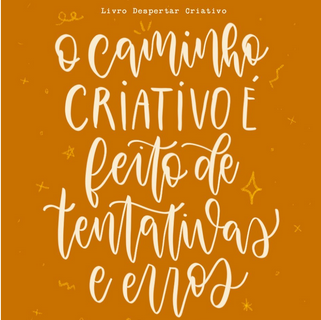 Livro Despertar Criativo
o caminho
CRIATIVO É
feito de
tentativas
e erros